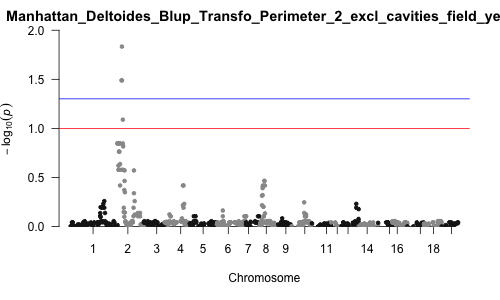 Manhattan_Deltoides_Blup_Transfo_Perimeter_2_excl_cavities_field_ye
2.0
1.5
1.0
0.5
0.0
− log₁₀(p)
1 2 3 4 5 6 7 8 9 11 14 16 18
Chromosome